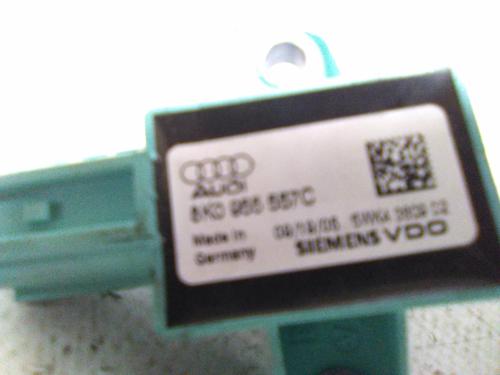 AUDI
8K0 955 557C
Made in
Germany
SIEMENS VDO